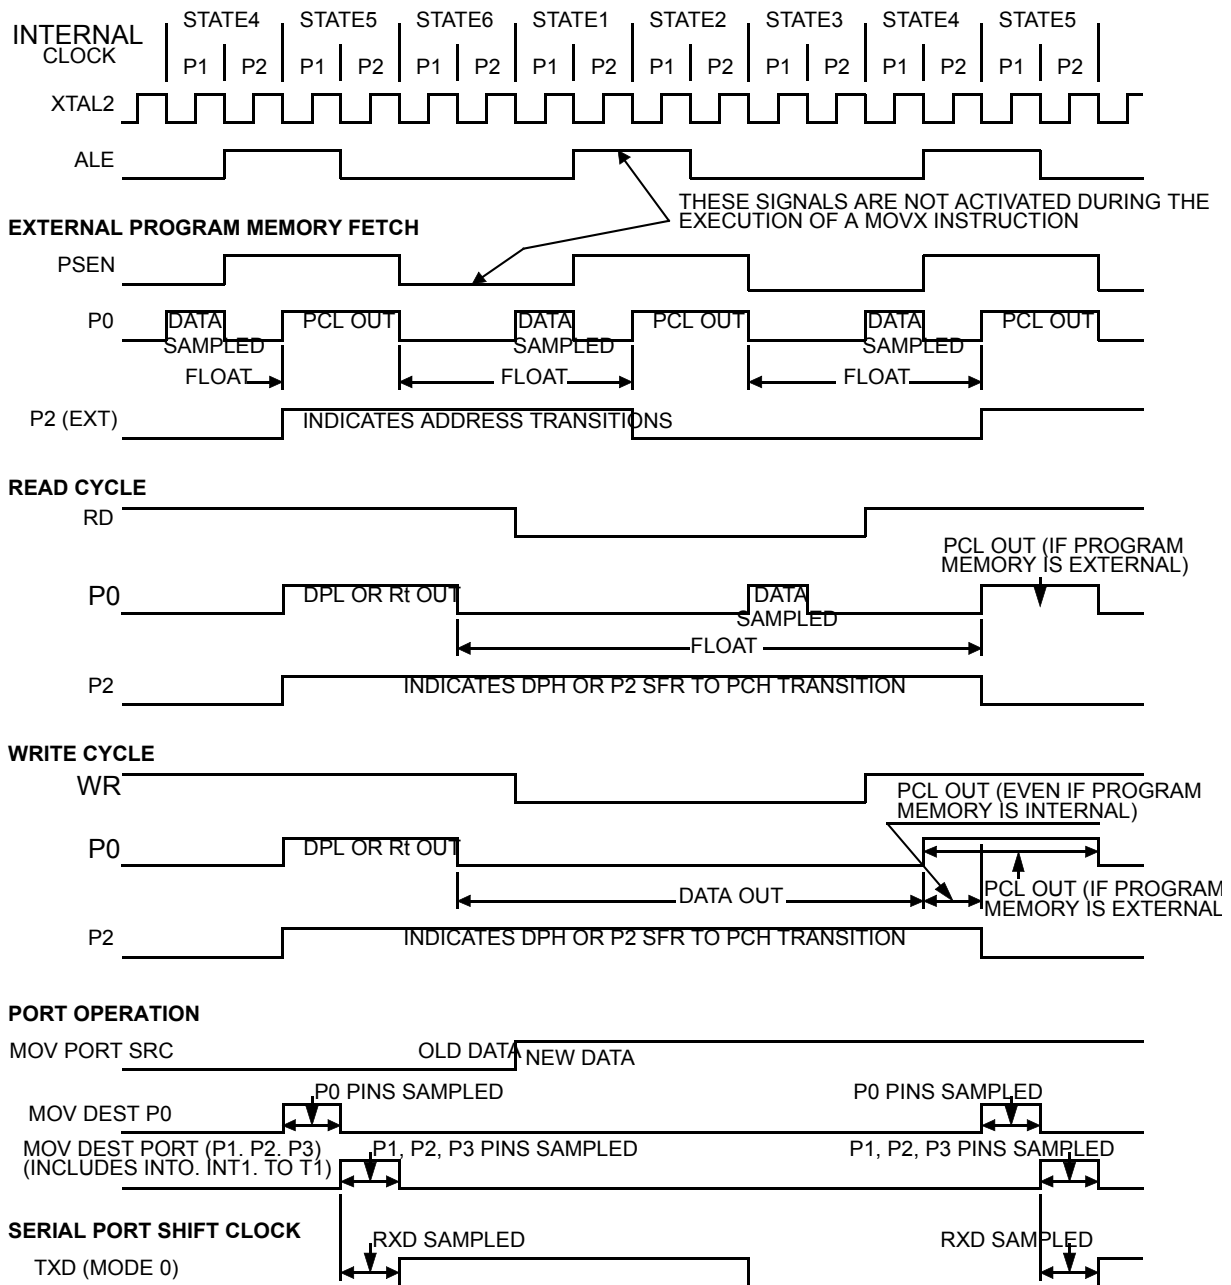 INTERNAL
CLOCK
STATE4 STATE5 STATE6 STATE1 STATE2 STATE3 STATE4 STATE5
P1 P2 P1 P2 P1 P2 P1 P2 P1 P2 P1 P2 P1 P2 P1 P2
XTAL2
ALE
THESE SIGNALS ARE NOT ACTIVATED DURING THE
EXECUTION OF A MOVX INSTRUCTION
EXTERNAL PROGRAM MEMORY FETCH
PSEN
P0 DATA PCL OUT DATA PCL OUT DATA PCL OUT
SAMPLED SAMPLED SAMPLED
FLOAT FLOAT FLOAT
P2 (EXT) INDICATES ADDRESS TRANSITIONS
READ CYCLE
RD
PCL OUT (IF PROGRAM
MEMORY IS EXTERNAL)
P0 DPL OR Rt OUT DATA
SAMPLED
FLOAT
P2 INDICATES DPH OR P2 SFR TO PCH TRANSITION
WRITE CYCLE
WR
PCL OUT (EVEN IF PROGRAM
MEMORY IS INTERNAL)
P0 DPL OR Rt OUT
DATA OUT
PCL OUT (IF PROGRAM
MEMORY IS EXTERNAL
P2 INDICATES DPH OR P2 SFR TO PCH TRANSITION
PORT OPERATION
MOV PORT SRC OLD DATA NEW DATA
P0 PINS SAMPLED P0 PINS SAMPLED
MOV DEST P0
MOV DEST PORT (P1. P2. P3) P1, P2, P3 PINS SAMPLED P1, P2, P3 PINS SAMPLED
(INCLUDES INTO. INT1. TO T1)
SERIAL PORT SHIFT CLOCK
RXD SAMPLED RXD SAMPLED
TXD (MODE 0)